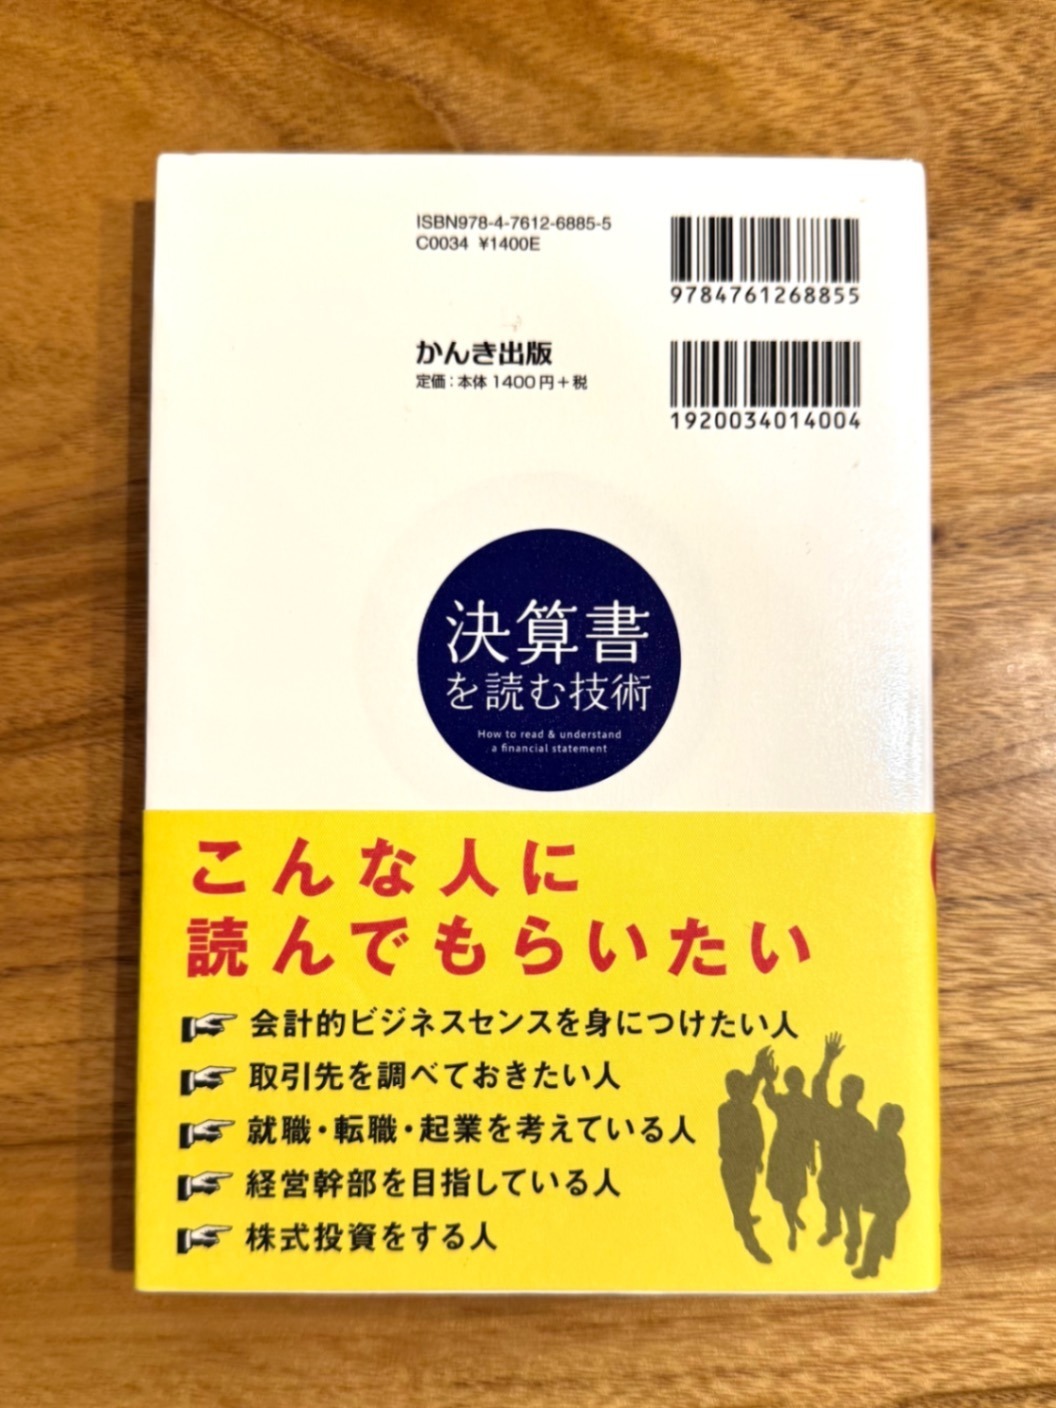 ISBN978-4-7612-6885-5
C0034 ¥1400E
9784761268855
かんき出版
定価：本体1400円＋税
1920034014004
決算書
を読む技術
How to read & understand
a financial statement
こんな人に
読んでもらいたい
会計的ビジネスセンスを身につけたい人
取引先を調べておきたい人
就職・転職・起業を考えている人
経営幹部を目指している人
株式投資をする人